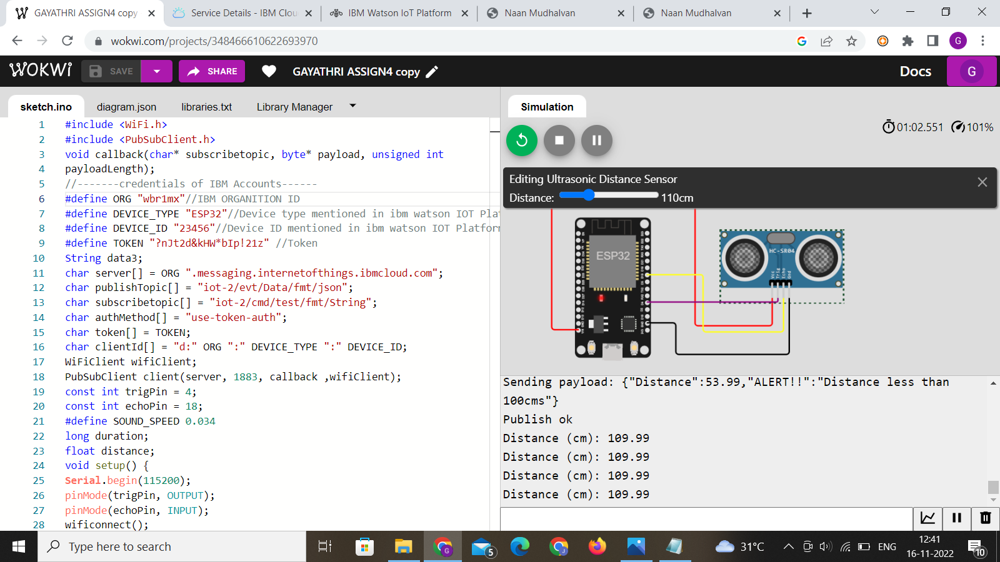 GAYATHRI ASSIGN4 copy
Service Details - IBM Clou
IBM Watson IoT Platform
Naan Mudhalvan
Naan Mudhalvan
wokwi.com/projects/348466610622693970
G
WOKWI
SAVE
SHARE
GAYATHRI ASSIGN4 copy
Docs
G
sketch.ino
diagram.json
libraries.txt
Library Manager
Simulation
01:02.551
101%
1 #include <WiFi.h>
2 #include <PubSubClient.h>
3 void callback(char* subscribetopic, byte* payload, unsigned int
4 payloadLength);
5 //-------credentials of IBM Accounts------
6 #define ORG "wbr1mx"//IBM ORGANITION ID
7 #define DEVICE_TYPE "ESP32"//Device type mentioned in ibm watson IOT Pla
8 #define DEVICE_ID "23456"//Device ID mentioned in ibm watson IOT Platfor
9 #define TOKEN "?nJt2d&kHW*bIp!21z" //Token
10 String data3;
11 char server[] = ORG ".messaging.internetofthings.ibmcloud.com";
12 char publishTopic[] = "iot-2/evt/Data/fmt/json";
13 char subscribetopic[] = "iot-2/cmd/test/fmt/String";
14 char authMethod[] = "use-token-auth";
15 char token[] = TOKEN;
16 char clientId[] = "d:" ORG ":" DEVICE_TYPE ":" DEVICE_ID;
17 WiFiClient wifiClient;
18 PubSubClient client(server, 1883, callback ,wifiClient);
19 const int trigPin = 4;
20 const int echoPin = 18;
21 #define SOUND_SPEED 0.034
22 long duration;
23 float distance;
24 void setup() {
25 Serial.begin(115200);
26 pinMode(trigPin, OUTPUT);
27 pinMode(echoPin, INPUT);
28 wificonnect();
Editing Ultrasonic Distance Sensor
Distance: 110cm
ESP32
HC-SR04
Vcc
Trig
Echo
Gnd
Sending payload: {"Distance":53.99,"ALERT!!":"Distance less than
100cms"}
Publish ok
Distance (cm): 109.99
Distance (cm): 109.99
Distance (cm): 109.99
Distance (cm): 109.99
Type here to search
G
5
J
31°C
ENG
12:41
16-11-2022
10